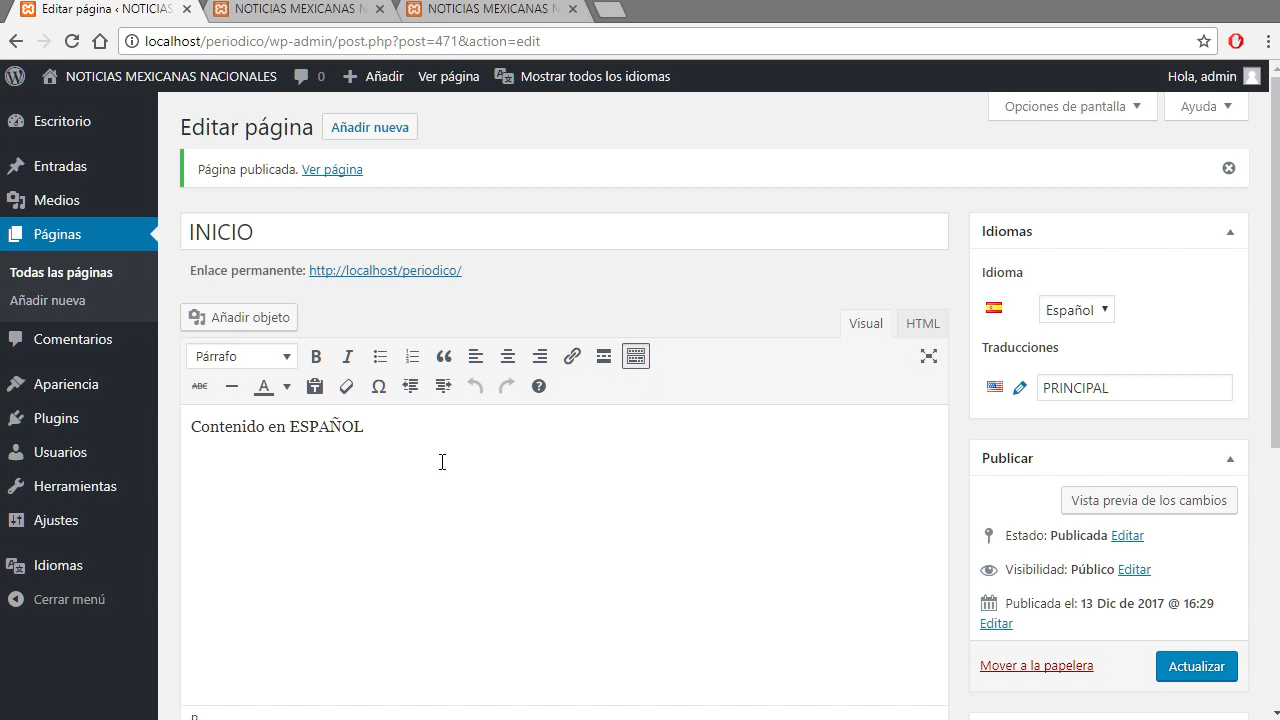 Editar página ‹ NOTICIAS
NOTICIAS MEXICANAS N
NOTICIAS MEXICANAS N
localhost/periodico/wp-admin/post.php?post=471&action=edit
NOTICIAS MEXICANAS NACIONALES 0 Añadir Ver página Mostrar todos los idiomas Hola, admin
Opciones de pantalla Ayuda
Escritorio
Entradas
Medios
Páginas
Todas las páginas
Añadir nueva
Comentarios
Apariencia
Plugins
Usuarios
Herramientas
Ajustes
Idiomas
Cerrar menú
Editar página Añadir nueva
Página publicada. Ver página
INICIO
Enlace permanente: http://localhost/periodico/
Añadir objeto
Visual HTML
Párrafo B I
ABC A
Contenido en ESPAÑOL
p
Idiomas
Idioma
Español
Traducciones
PRINCIPAL
Publicar
Vista previa de los cambios
Estado: Publicada Editar
Visibilidad: Público Editar
Publicada el: 13 Dic de 2017 @ 16:29
Editar
Mover a la papelera Actualizar